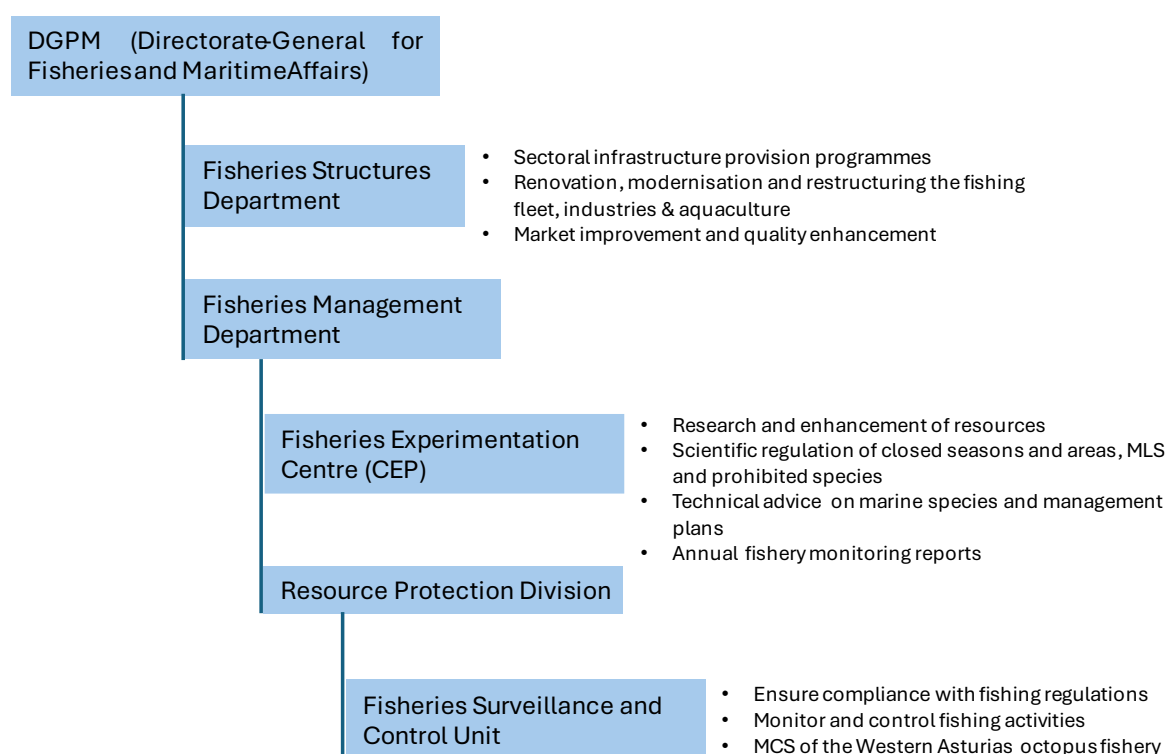 DGPM (Directorate-General for
Fisheries and Maritime Affairs)
Fisheries Structures
Department
• Sectoral infrastructure provision programmes
• Renovation, modernisation and restructuring the fishing
fleet, industries & aquaculture
• Market improvement and quality enhancement
Fisheries Management
Department
Fisheries Experimentation
Centre (CEP)
• Research and enhancement of resources
• Scientific regulation of closed seasons and areas, MLS
and prohibited species
• Technical advice on marine species and management
plans
• Annual fishery monitoring reports
Resource Protection Division
Fisheries Surveillance and
Control Unit
• Ensure compliance with fishing regulations
• Monitor and control fishing activities
• MCS of the Western Asturias octopus fishery